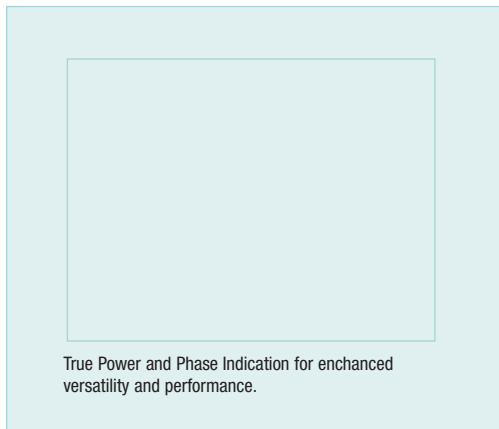 True Power and Phase Indication for enchanced
versatility and performance.